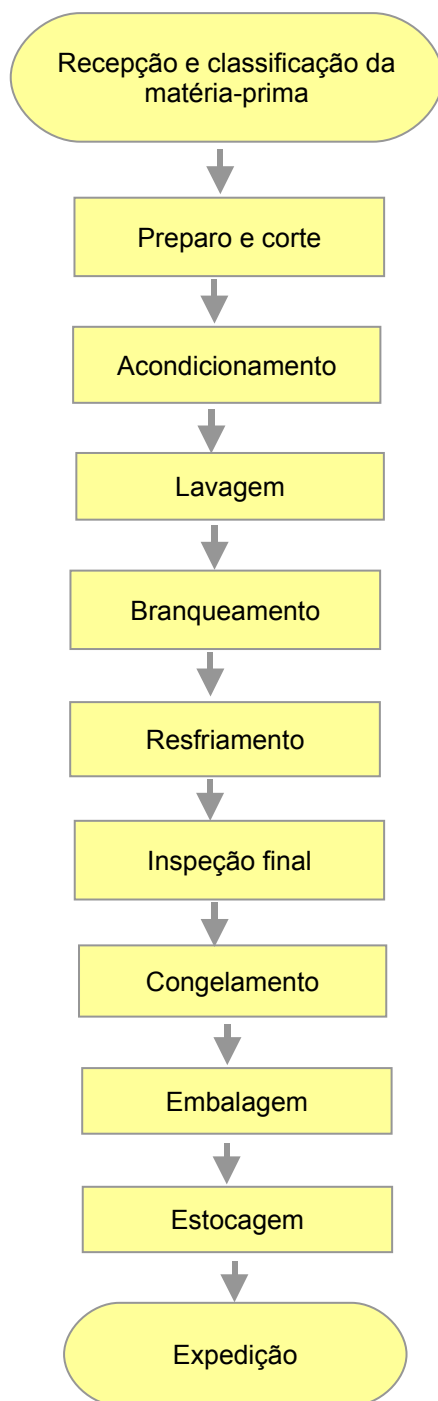 Recepção e classificação da
matéria-prima
Preparo e corte
Acondicionamento
Lavagem
Branqueamento
Resfriamento
Inspeção final
Congelamento
Embalagem
Estocagem
Expedição